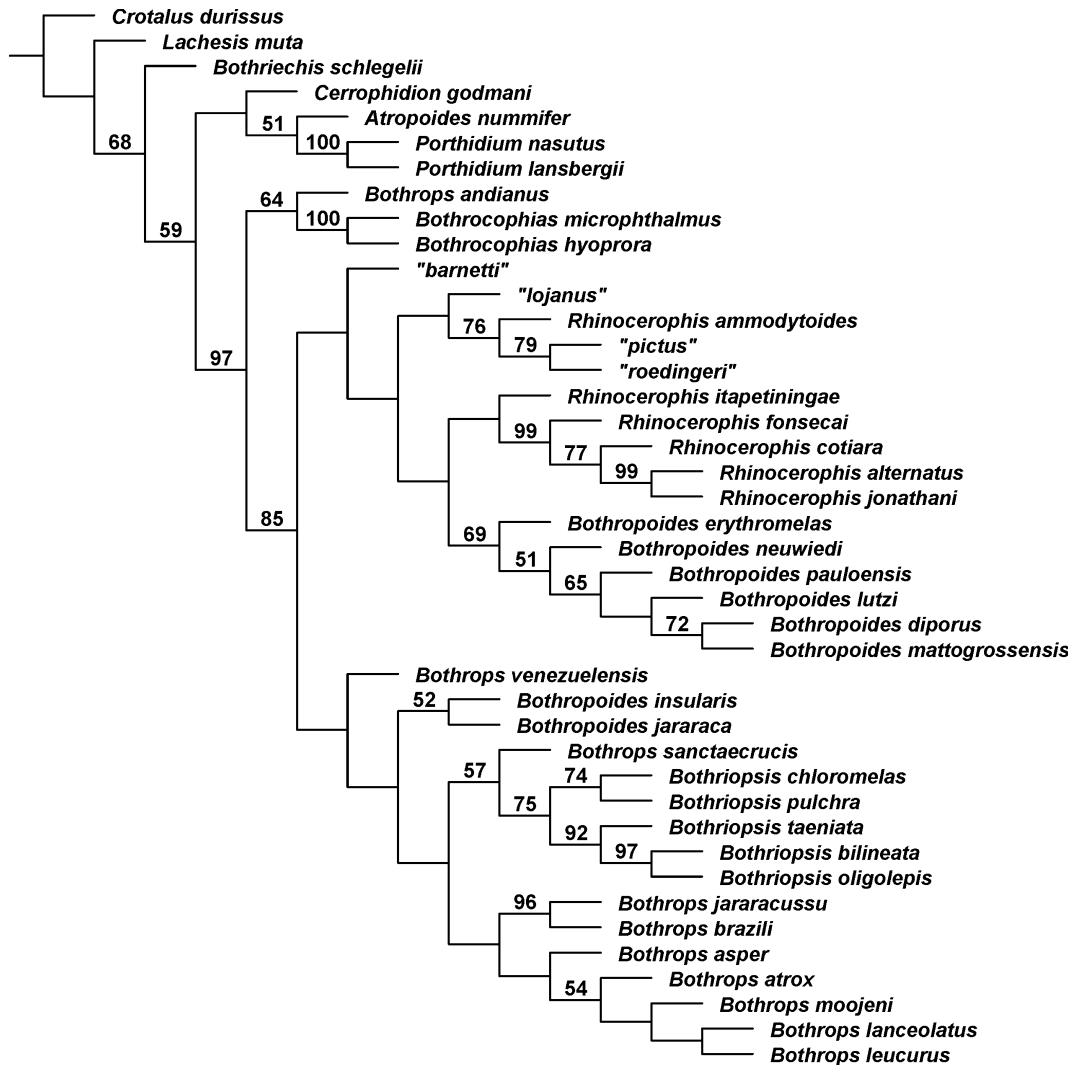 Crotalus durissus
Lachesis muta
Bothriechis schlegelii
Cerrophidion godmani
Atropoides nummifer
51
Porthidium nasutus
100
68
Porthidium lansbergii
Bothrops andianus
64
Bothrocophias microphthalmus
100
59
Bothrocophias hyoprora
"barnetti"
"lojanus"
Rhinocerophis ammodytoides
76
"pictus"
79
97
"roedingeri"
Rhinocerophis itapetiningae
Rhinocerophis fonsecai
99
Rhinocerophis cotiara
77
Rhinocerophis alternatus
99
Rhinocerophis jonathani
85
Bothropoides erythromelas
69
Bothropoides neuwiedi
51
Bothropoides pauloensis
65
Bothropoides lutzi
Bothropoides diporus
72
Bothropoides mattogrossensis
Bothrops venezuelensis
52
Bothropoides insularis
Bothropoides jararaca
Bothrops sanctaecrucis
57
74
Bothriopsis chloromelas
75
Bothriopsis pulchra
Bothriopsis taeniata
92
Bothriopsis bilineata
97
Bothriopsis oligolepis
96
Bothrops jararacussu
Bothrops brazili
Bothrops asper
Bothrops atrox
54
Bothrops moojeni
Bothrops lanceolatus
Bothrops leucurus